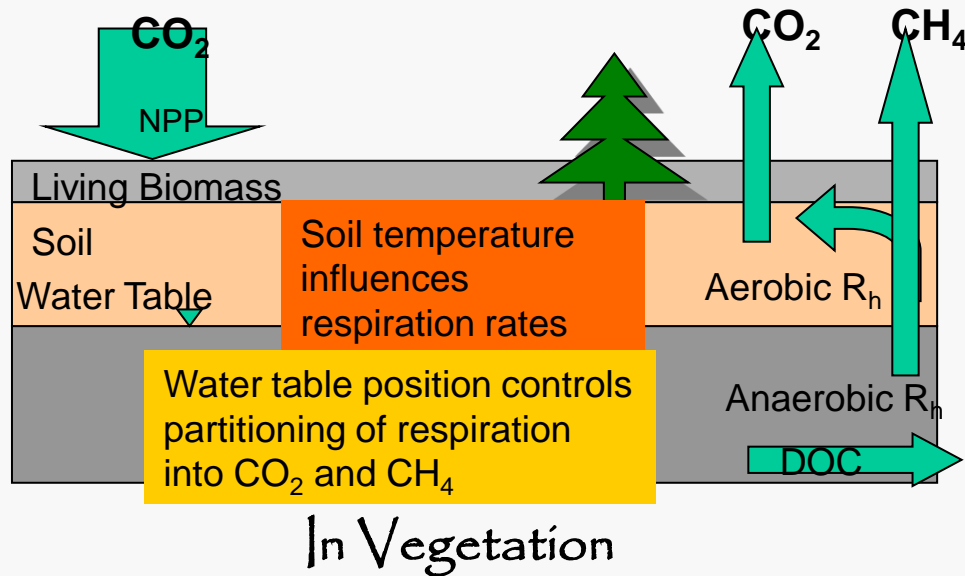 CO₂
CO₂
CH₄
NPP
Living Biomass
Soil
Water Table
Soil temperature
influences
respiration rates
Aerobic Rₕ
Water table position controls
partitioning of respiration
into CO₂ and CH₄
Anaerobic Rₕ
DOC
In Vegetation